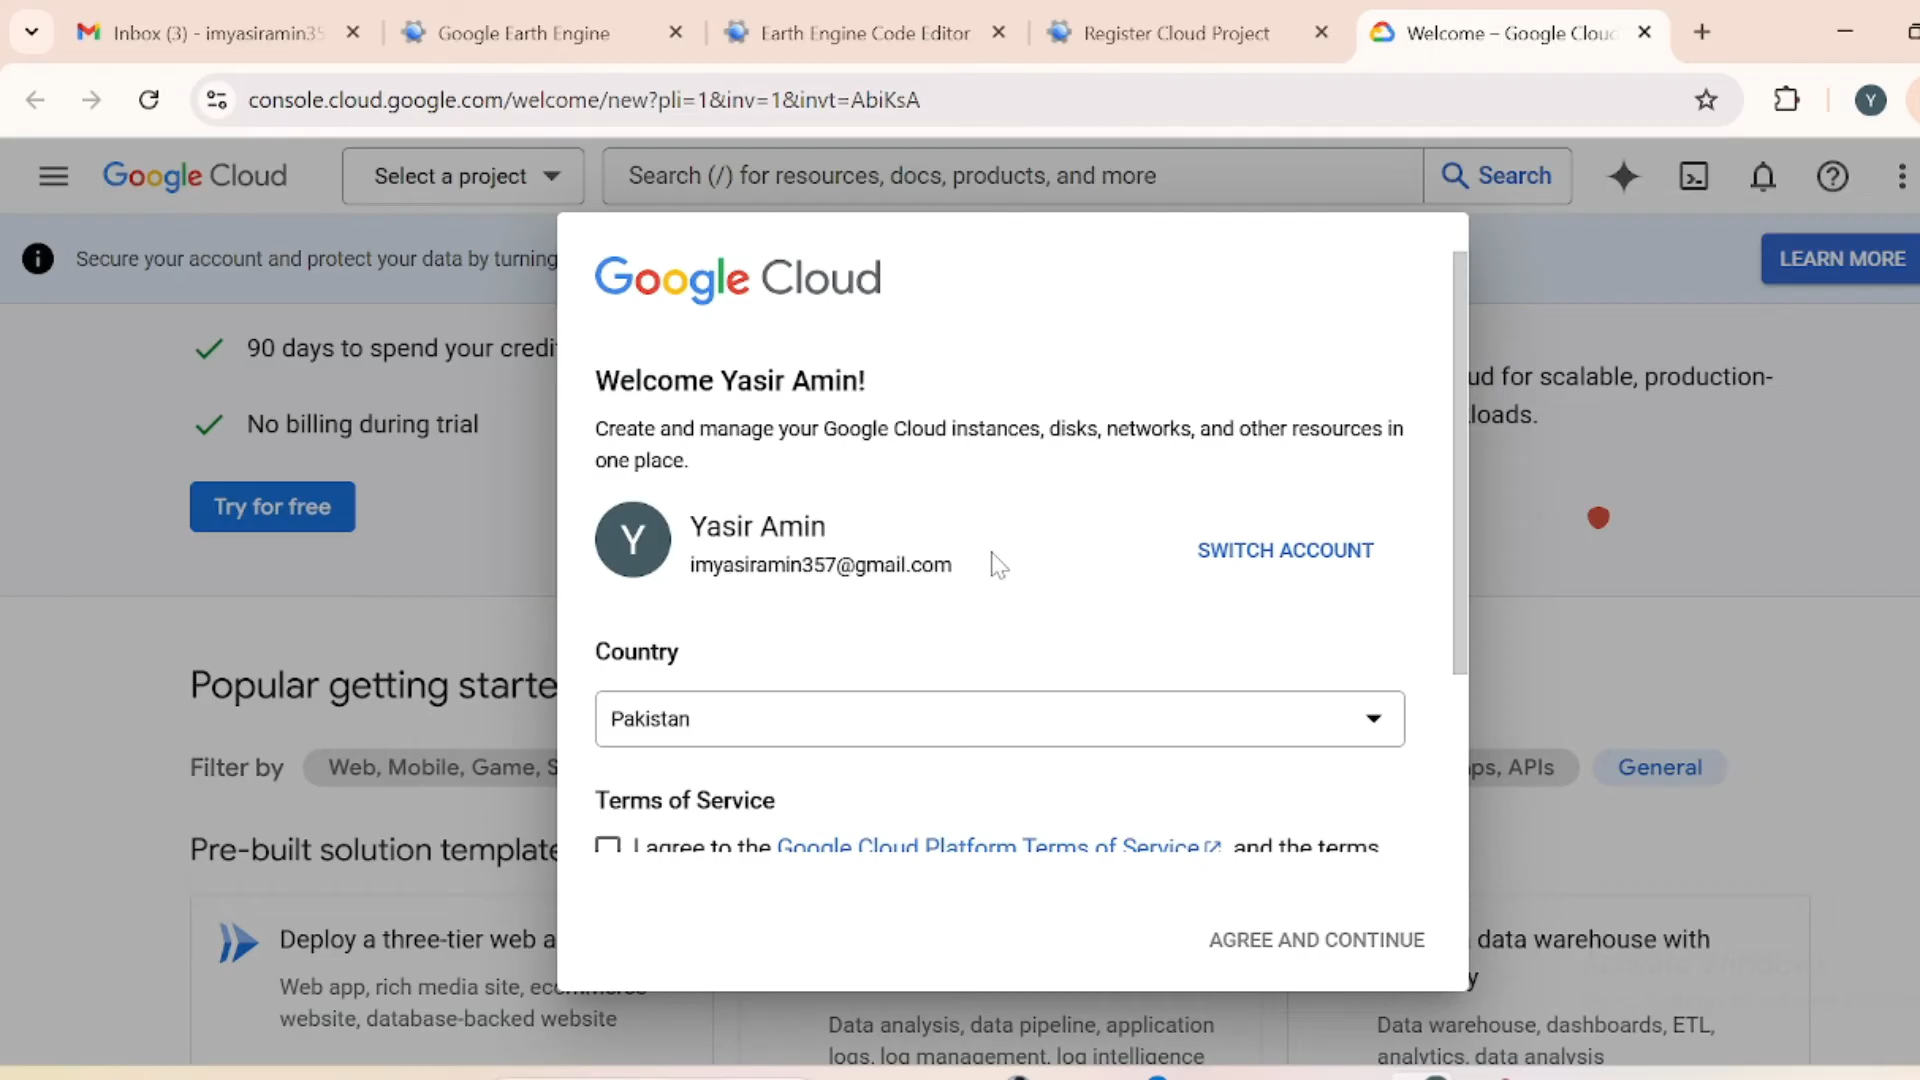 Inbox (3) - imyasiramin35
Google Earth Engine
Earth Engine Code Editor
Register Cloud Project
Welcome – Google Cloud
console.cloud.google.com/welcome/new?pli=1&inv=1&invt=AbiKsA
Y
Google Cloud
Select a project
Search (/) for resources, docs, products, and more
Search
Secure your account and protect your data by turning
LEARN MORE
Google Cloud
90 days to spend your credi
ud for scalable, production-
loads.
Welcome Yasir Amin!
No billing during trial
Create and manage your Google Cloud instances, disks, networks, and other resources in
one place.
Try for free
Y
Yasir Amin
imyasiramin357@gmail.com
SWITCH ACCOUNT
Country
Popular getting starte
Pakistan
Filter by
Web, Mobile, Game, S
ps, APIs
General
Terms of Service
I agree to the Google Cloud Platform Terms of Service and the terms
Pre-built solution template
Deploy a three-tier web a
AGREE AND CONTINUE
data warehouse with
y
Web app, rich media site, ecommerce
website, database-backed website
Data analysis, data pipeline, application
logs, log management, log intelligence
Data warehouse, dashboards, ETL,
analytics, data analysis